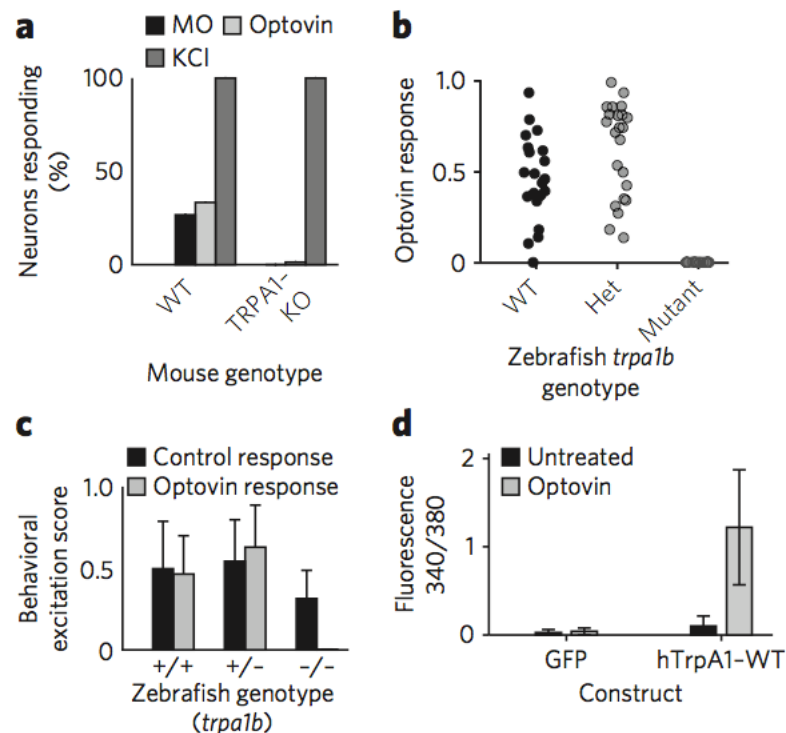 a
MO Optovin
KCl
100
50
0
Neurons responding
(%)
WT
TRPA1-
KO
Mouse genotype
b
1.0
0.5
0
Optovin response
WT
Het
Mutant
Zebrafish trpa1b
genotype
c
Control response
Optovin response
1.0
0.5
0
Behavioral
excitation score
+/+ +/- -/-
Zebrafish genotype
(trpa1b)
d
Untreated
Optovin
2
1
0
Fluorescence
340/380
GFP hTrpA1-WT
Construct